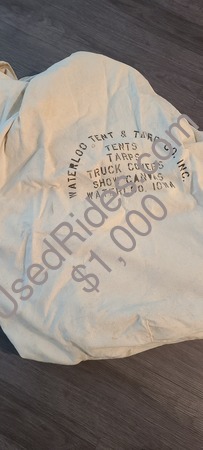 WATERLOO TENT & TARP CO. INC.
TENTS
TARPS
TRUCK COVERS
SHOW CANVAS
WATERLOO, IOWA
UsedRides.com
$1,000